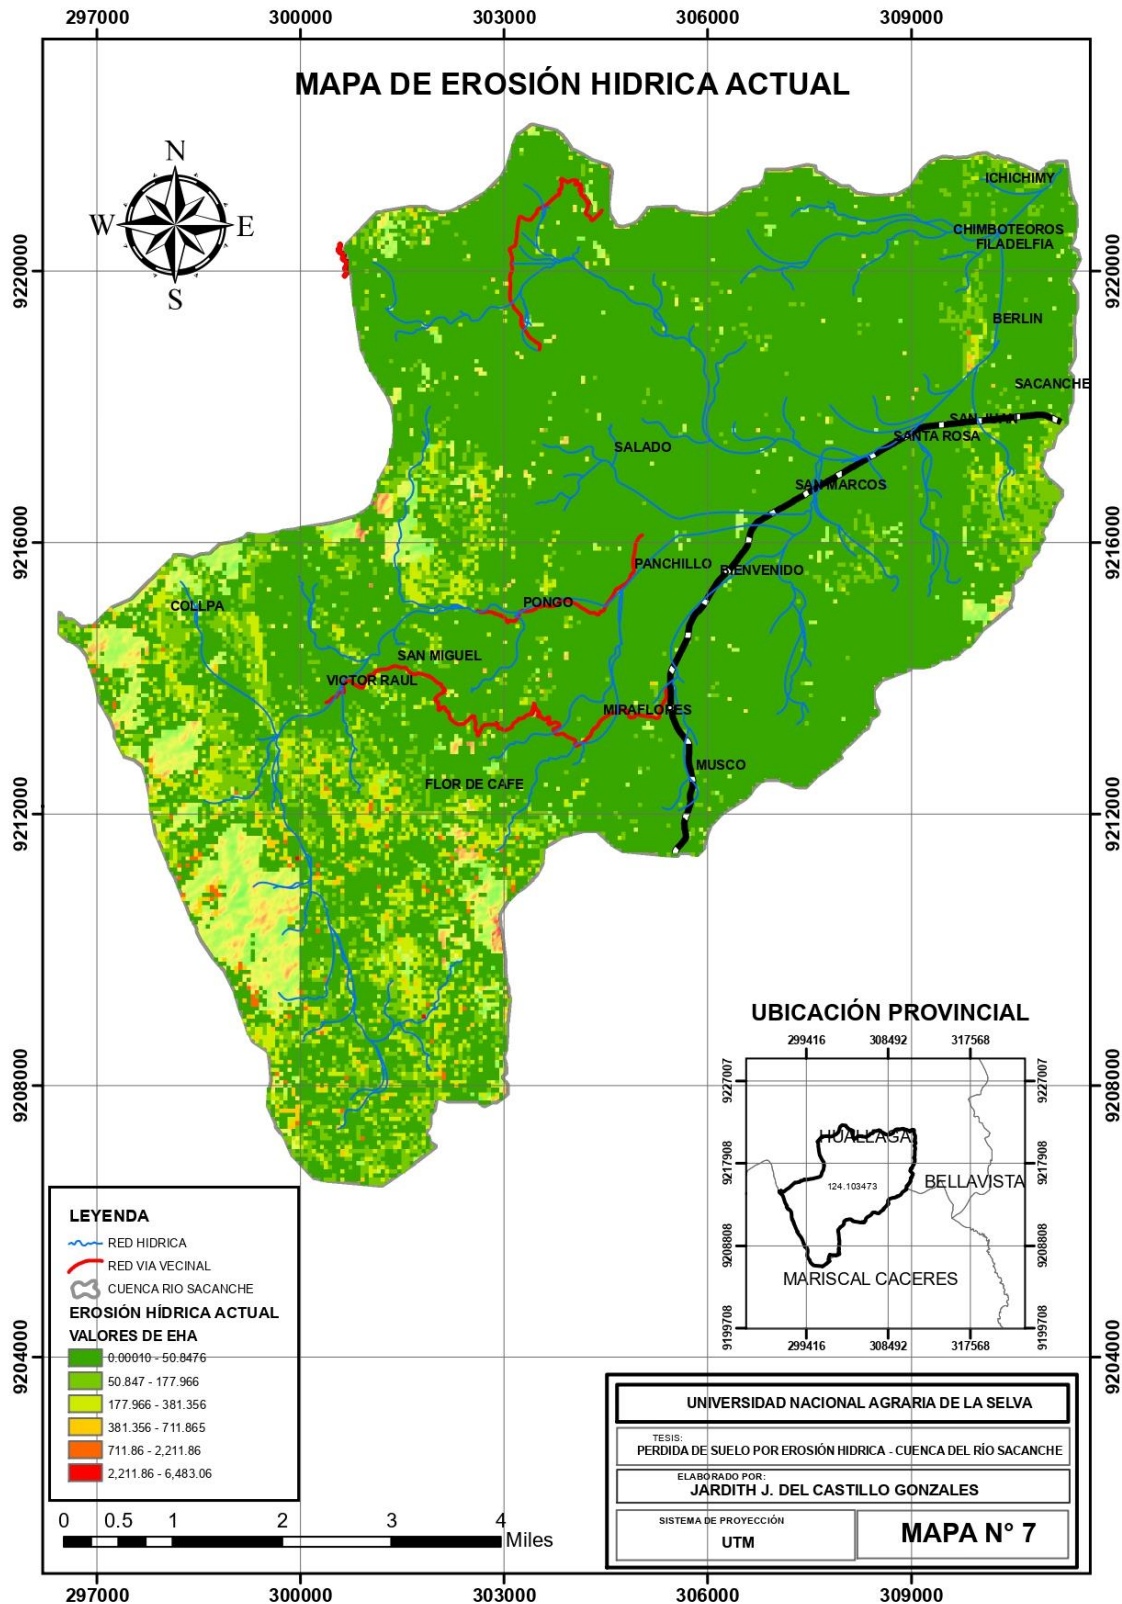 297000
300000
303000
306000
309000
MAPA DE EROSIÓN HIDRICA ACTUAL
N
W
E
S
9220000
9220000
9216000
9216000
9212000
9212000
9208000
9208000
9204000
9204000
ICHICHIMY
CHIMBOTEOROS
FILADELFIA
BERLIN
SACANCHE
SAN JUAN
SANTA ROSA
SALADO
SAN MARCOS
PANCHILLO
BIENVENIDO
COLLPA
PONGO
SAN MIGUEL
VICTOR RAUL
MIRAFLORES
MUSCO
FLOR DE CAFE
UBICACIÓN PROVINCIAL
299416
308492
317568
9227007
9227007
9217908
9217908
9208808
9208808
9199708
9199708
HUALLAGA
124.103473
BELLAVISTA
MARISCAL CACERES
299416
308492
317568
LEYENDA
RED HIDRICA
RED VIA VECINAL
CUENCA RIO SACANCHE
EROSIÓN HÍDRICA ACTUAL
VALORES DE EHA
0.00010 - 50.8476
50.847 - 177.966
177.966 - 381.356
381.356 - 711.865
711.86 - 2,211.86
2,211.86 - 6,483.06
0 0.5 1 2 3 4
Miles
UNIVERSIDAD NACIONAL AGRARIA DE LA SELVA
TESIS:
PERDIDA DE SUELO POR EROSIÓN HIDRICA - CUENCA DEL RÍO SACANCHE
ELABORADO POR:
JARDITH J. DEL CASTILLO GONZALES
SISTEMA DE PROYECCIÓN
UTM
MAPA N° 7
297000
300000
303000
306000
309000